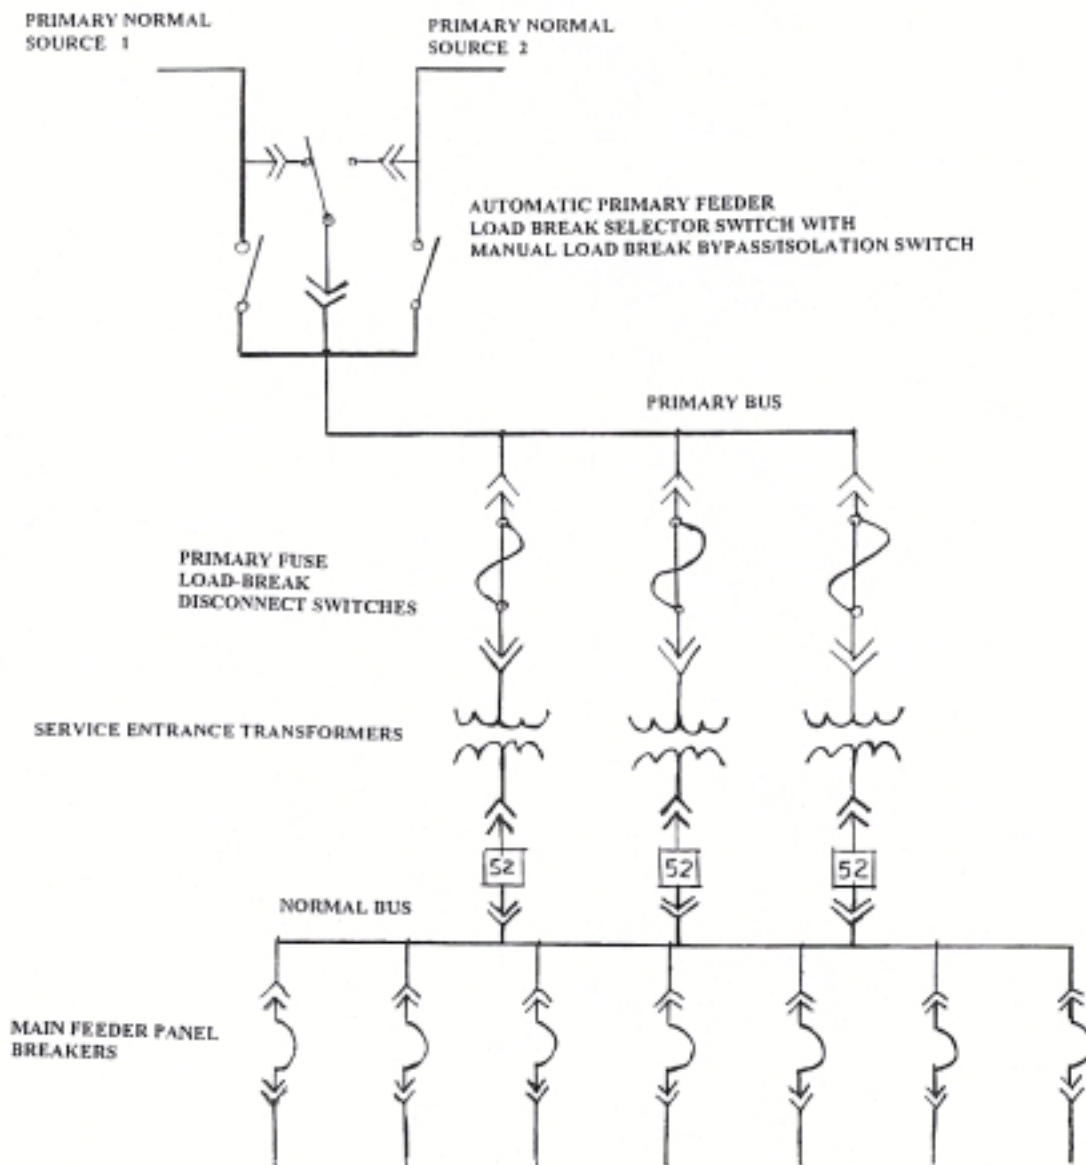 PRIMARY NORMAL
SOURCE 1
PRIMARY NORMAL
SOURCE 2
AUTOMATIC PRIMARY FEEDER
LOAD BREAK SELECTOR SWITCH WITH
MANUAL LOAD BREAK BYPASS/ISOLATION SWITCH
PRIMARY BUS
PRIMARY FUSE
LOAD-BREAK
DISCONNECT SWITCHES
SERVICE ENTRANCE TRANSFORMERS
52
52
52
NORMAL BUS
MAIN FEEDER PANEL
BREAKERS